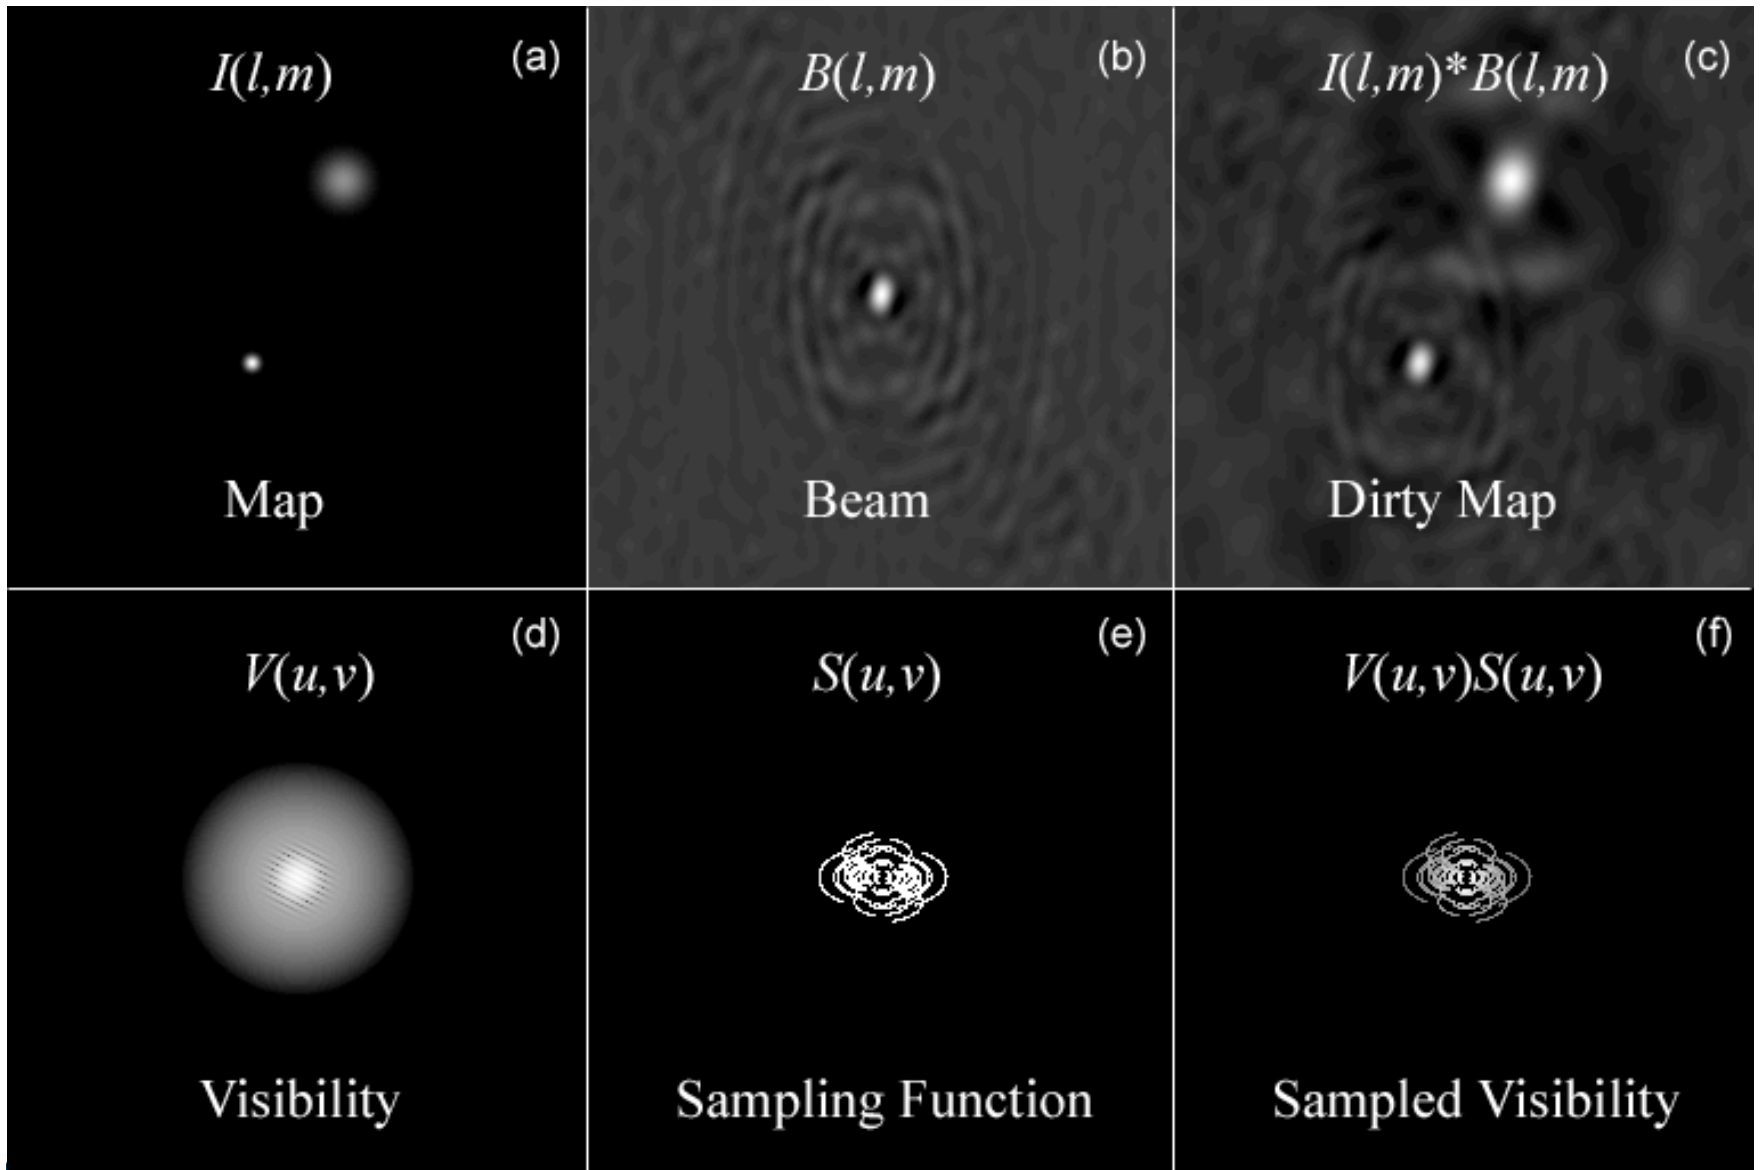 (a)
I(l,m)
Map
(b)
B(l,m)
Beam
(c)
I(l,m)*B(l,m)
Dirty Map
(d)
V(u,v)
Visibility
(e)
S(u,v)
Sampling Function
(f)
V(u,v)S(u,v)
Sampled Visibility